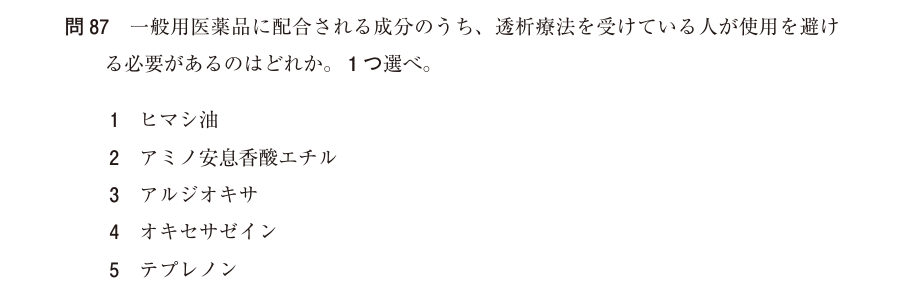 問 87 一般用医薬品に配合される成分のうち、透析療法を受けている人が使用を避け
る必要があるのはどれか。1つ選べ。
1 ヒマシ油
2 アミノ安息香酸エチル
3 アルジオキサ
4 オキセサゼイン
5 テプレノン